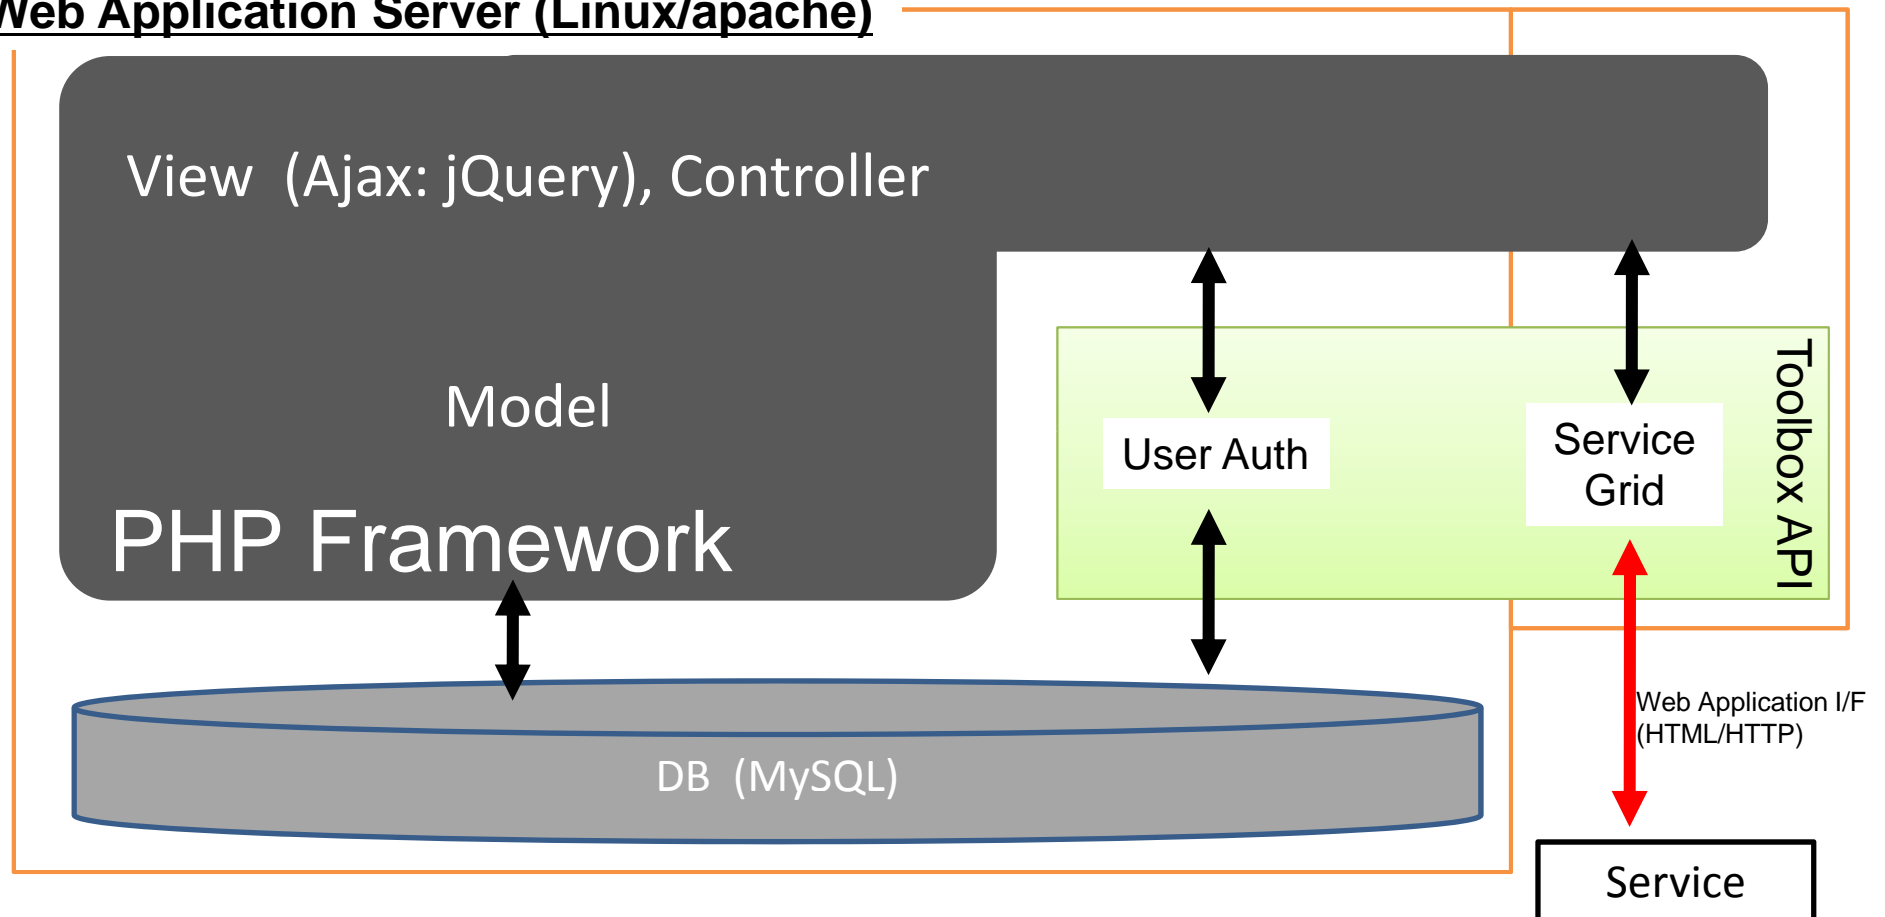 Web Application Server (Linux/apache)
View (Ajax: jQuery), Controller
Model
PHP Framework
User Auth
Service
Grid
Toolbox API
Web Application I/F
(HTML/HTTP)
DB (MySQL)
Service